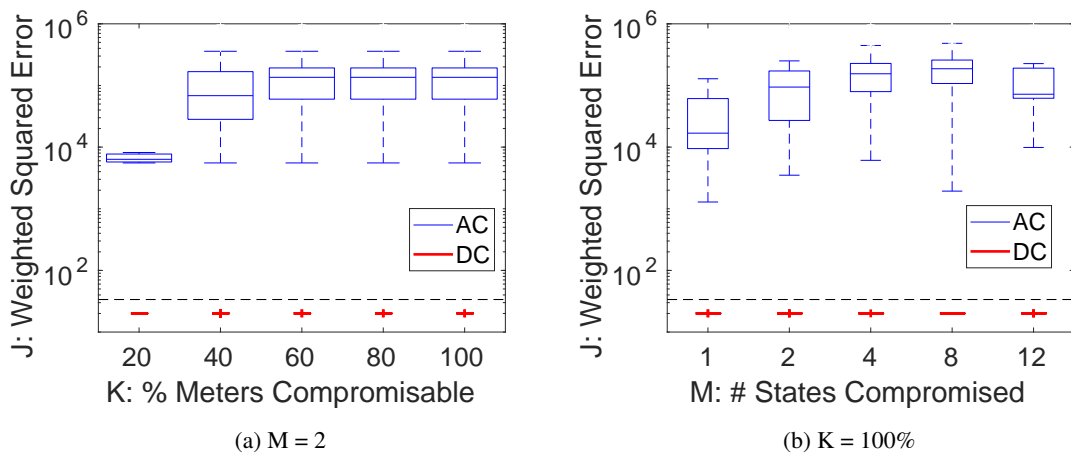 J: Weighted Squared Error
10^6
10^4
10^2
AC
DC
20 40 60 80 100
K: % Meters Compromisable
(a) M = 2
J: Weighted Squared Error
10^6
10^4
10^2
AC
DC
1 2 4 8 12
M: # States Compromised
(b) K = 100%